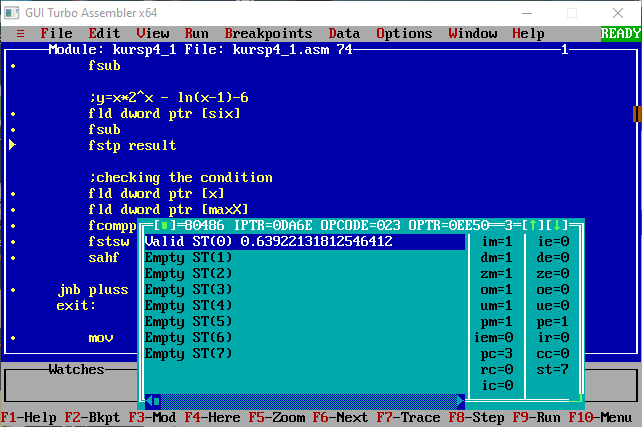 GUI Turbo Assembler x64
≡ File Edit View Run Breakpoints Data Options Window Help READY
Module: kursp4_1 File: kursp4_1.asm 74 1
fsub
;y=x*2^x - ln(x-1)-6
fld dword ptr [six]
fsub
fstp result
;checking the condition
fld dword ptr [x]
fld dword ptr [maxX]
fcompp
fstsw
sahf
jnb pluss
exit:
mov
[■]=80486 IPTR=0DA6E OPCODE=023 OPTR=0EE50 3=[↑][↓]
Valid ST(0) 0.63922131812546412 im=1 ie=0
Empty ST(1) dm=1 de=0
Empty ST(2) zm=1 ze=0
Empty ST(3) om=1 oe=0
Empty ST(4) um=1 ue=0
Empty ST(5) pm=1 pe=1
Empty ST(6) iem=0 ir=0
Empty ST(7) pc=3 cc=0
rc=0 st=7
ic=0
Watches
F1-Help F2-Bkpt F3-Mod F4-Here F5-Zoom F6-Next F7-Trace F8-Step F9-Run F10-Menu